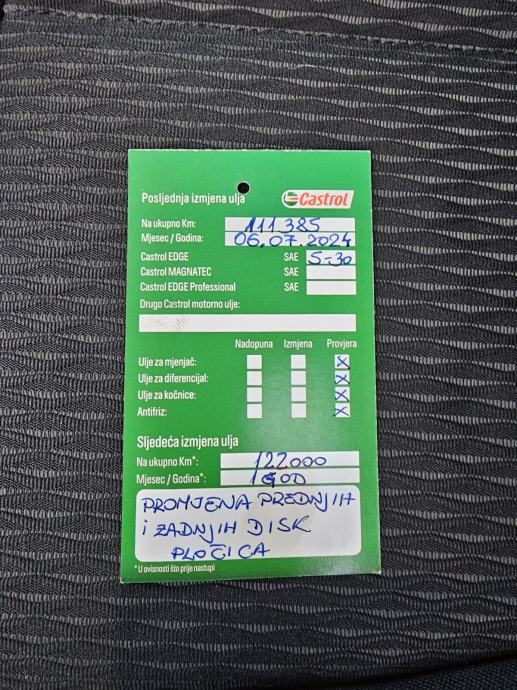 Posljednja izmjena ulja Castrol
Na ukupno Km: 111.385
Mjesec / Godina: 06.07.2024
Castrol EDGE SAE 5-30
Castrol MAGNATEC SAE
Castrol EDGE Professional SAE
Drugo Castrol motorno ulje:
Nadopuna Izmjena Provjera
Ulje za mjenjač: X
Ulje za diferencijal: X
Ulje za kočnice: X
Antifriz: X
Sljedeća izmjena ulja
Na ukupno Km*: 122000
Mjesec / Godina*: 1 GOD
PROMJENA PREDNJIH
i ZADNJIH DISK
PLOČICA
* U ovisnosti što prije nastupi